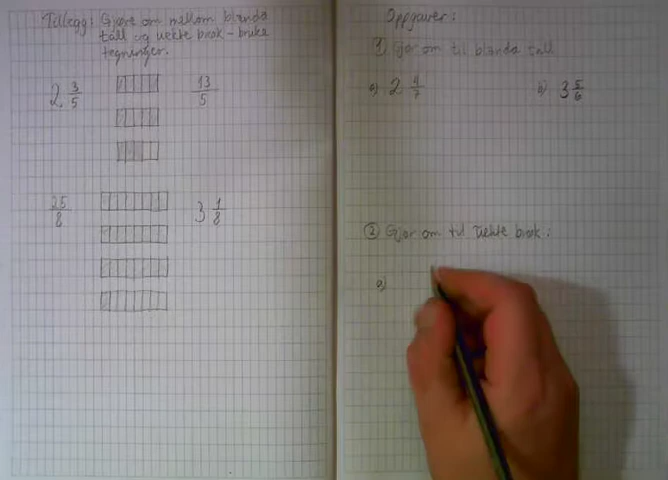 Tillegg: Gjøre om mellom blanda
tall og uekte brøk - bruke
tegninger.
2 3/5
13/5
25/8
3 1/8
Oppgaver:
1) Gjør om til blanda tall
a) 2 4/7
b) 3 5/6
2) Gjør om til uekte brøk:
a)